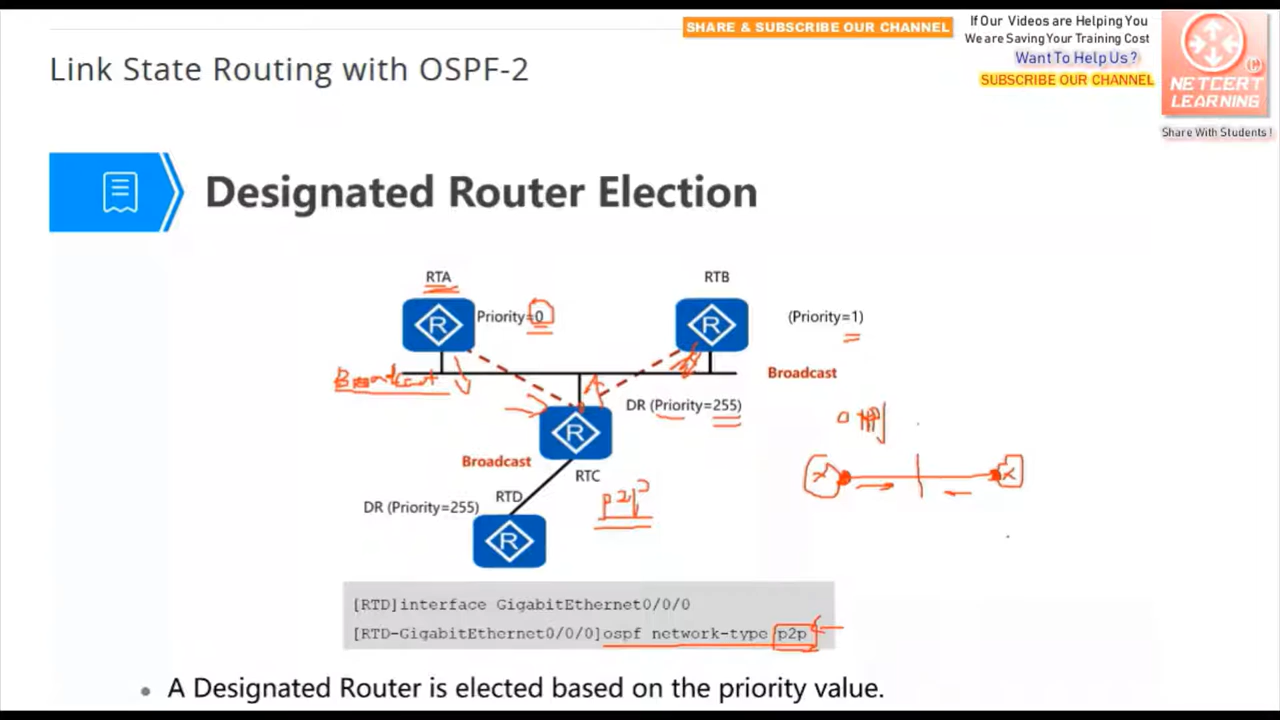 SHARE & SUBSCRIBE OUR CHANNEL
If Our Videos are Helping You
We are Saving Your Training Cost
Want To Help Us ?
SUBSCRIBE OUR CHANNEL
NETCERT
LEARNING
Share With Students !
Link State Routing with OSPF-2
Designated Router Election
RTA
RTB
R
Priority=0
R
(Priority=1)
Broadcast
Broadcast
DR (Priority=255)
R
Broadcast
RTC
RTD
p2p
DR (Priority=255)
R
[RTD]interface GigabitEthernet0/0/0
[RTD-GigabitEthernet0/0/0]ospf network-type p2p
• A Designated Router is elected based on the priority value.